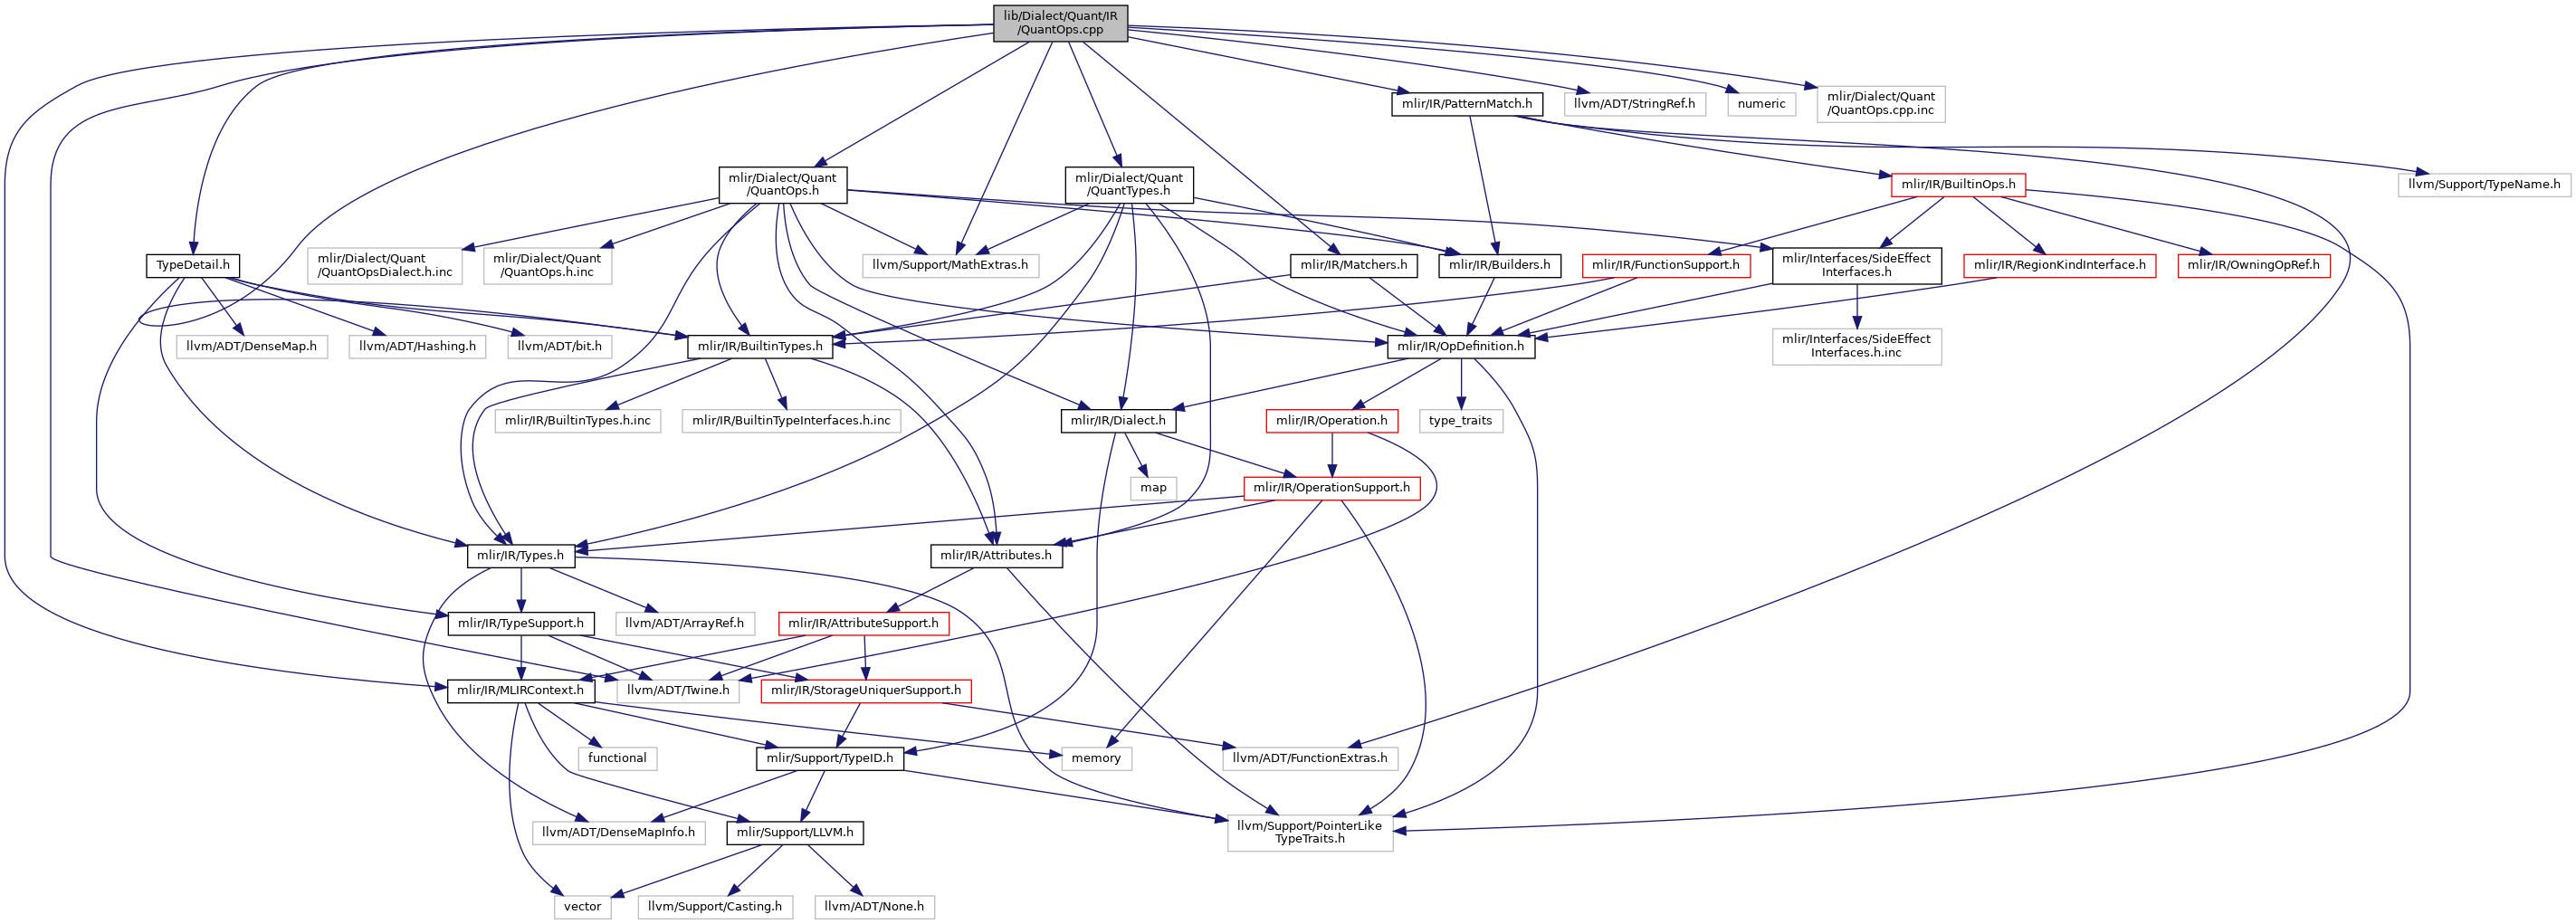 lib/Dialect/Quant/IR
/QuantOps.cpp
mlir/IR/PatternMatch.h
llvm/ADT/StringRef.h
numeric
mlir/Dialect/Quant
/QuantOps.cpp.inc
mlir/Dialect/Quant
/QuantOps.h
mlir/Dialect/Quant
/QuantTypes.h
mlir/IR/BuiltinOps.h
llvm/Support/TypeName.h
TypeDetail.h
mlir/Dialect/Quant
/QuantOpsDialect.h.inc
mlir/Dialect/Quant
/QuantOps.h.inc
llvm/Support/MathExtras.h
mlir/IR/Matchers.h
mlir/IR/Builders.h
mlir/IR/FunctionSupport.h
mlir/Interfaces/SideEffect
Interfaces.h
mlir/IR/RegionKindInterface.h
mlir/IR/OwningOpRef.h
llvm/ADT/DenseMap.h
llvm/ADT/Hashing.h
llvm/ADT/bit.h
mlir/IR/BuiltinTypes.h
mlir/IR/OpDefinition.h
mlir/Interfaces/SideEffect
Interfaces.h.inc
mlir/IR/BuiltinTypes.h.inc
mlir/IR/BuiltinTypeInterfaces.h.inc
mlir/IR/Dialect.h
mlir/IR/Operation.h
type_traits
map
mlir/IR/OperationSupport.h
mlir/IR/Types.h
mlir/IR/Attributes.h
mlir/IR/TypeSupport.h
llvm/ADT/ArrayRef.h
mlir/IR/AttributeSupport.h
mlir/IR/MLIRContext.h
llvm/ADT/Twine.h
mlir/IR/StorageUniquerSupport.h
functional
mlir/Support/TypeID.h
memory
llvm/ADT/FunctionExtras.h
llvm/ADT/DenseMapInfo.h
mlir/Support/LLVM.h
llvm/Support/PointerLike
TypeTraits.h
vector
llvm/Support/Casting.h
llvm/ADT/None.h